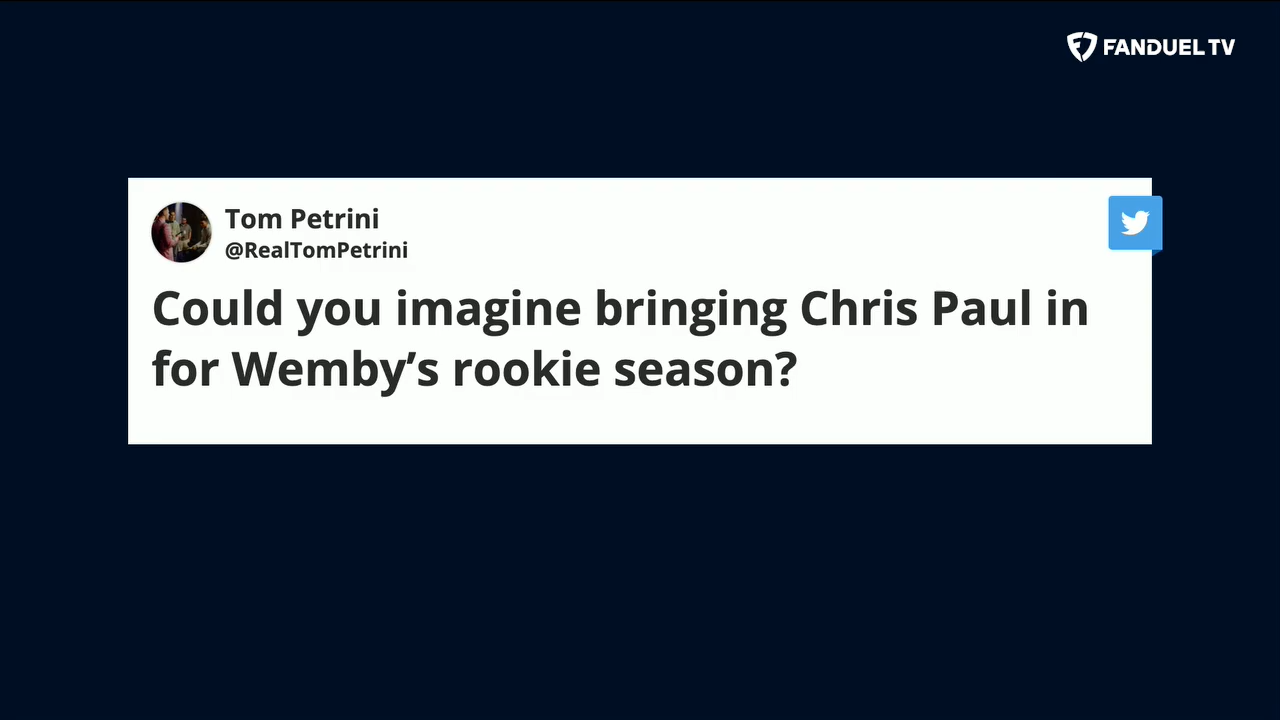 FANDUEL TV
Tom Petrini
@RealTomPetrini
Could you imagine bringing Chris Paul in
for Wemby’s rookie season?